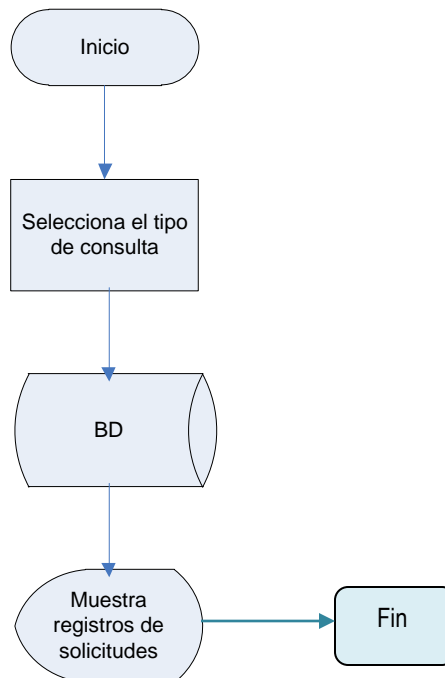 Inicio
Selecciona el tipo
de consulta
BD
Muestra
registros de
solicitudes
Fin